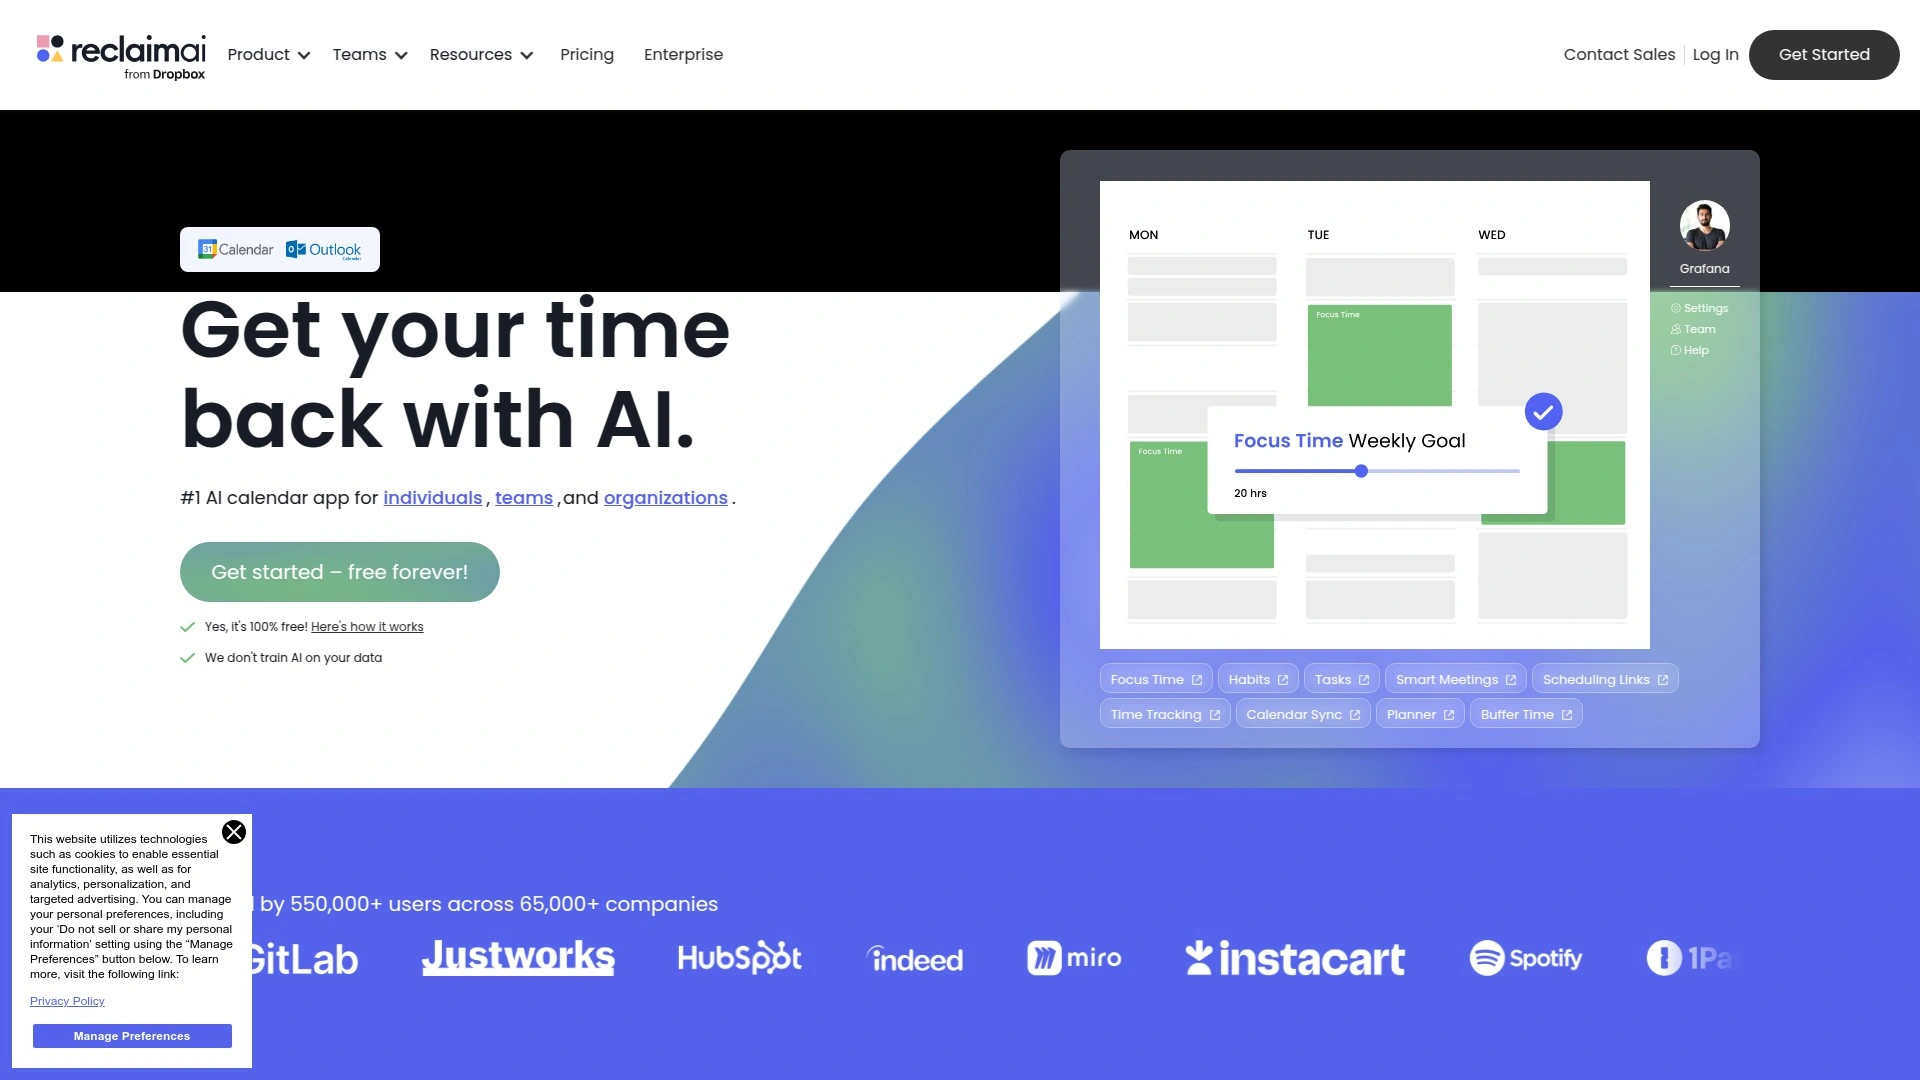 reclaimai
from Dropbox
Product
Teams
Resources
Pricing
Enterprise
Contact Sales
Log In
Get Started
31 Calendar
Outlook
Calendar
Get your time
back with AI.
#1 AI calendar app for individuals , teams ,and organizations .
Get started – free forever!
Yes, it's 100% free! Here's how it works
We don't train AI on your data
MON
TUE
WED
Focus Time
Focus Time
Focus Time Weekly Goal
20 hrs
Grafana
Settings
Team
Help
Focus Time
Habits
Tasks
Smart Meetings
Scheduling Links
Time Tracking
Calendar Sync
Planner
Buffer Time
by 550,000+ users across 65,000+ companies
GitLab
Justworks
HubSpot
indeed
miro
instacart
Spotify
1Pas
This website utilizes technologies
such as cookies to enable essential
site functionality, as well as for
analytics, personalization, and
targeted advertising. You can manage
your personal preferences, including
your ‘Do not sell or share my personal
information’ setting using the “Manage
Preferences” button below. To learn
more, visit the following link:
Privacy Policy
Manage Preferences